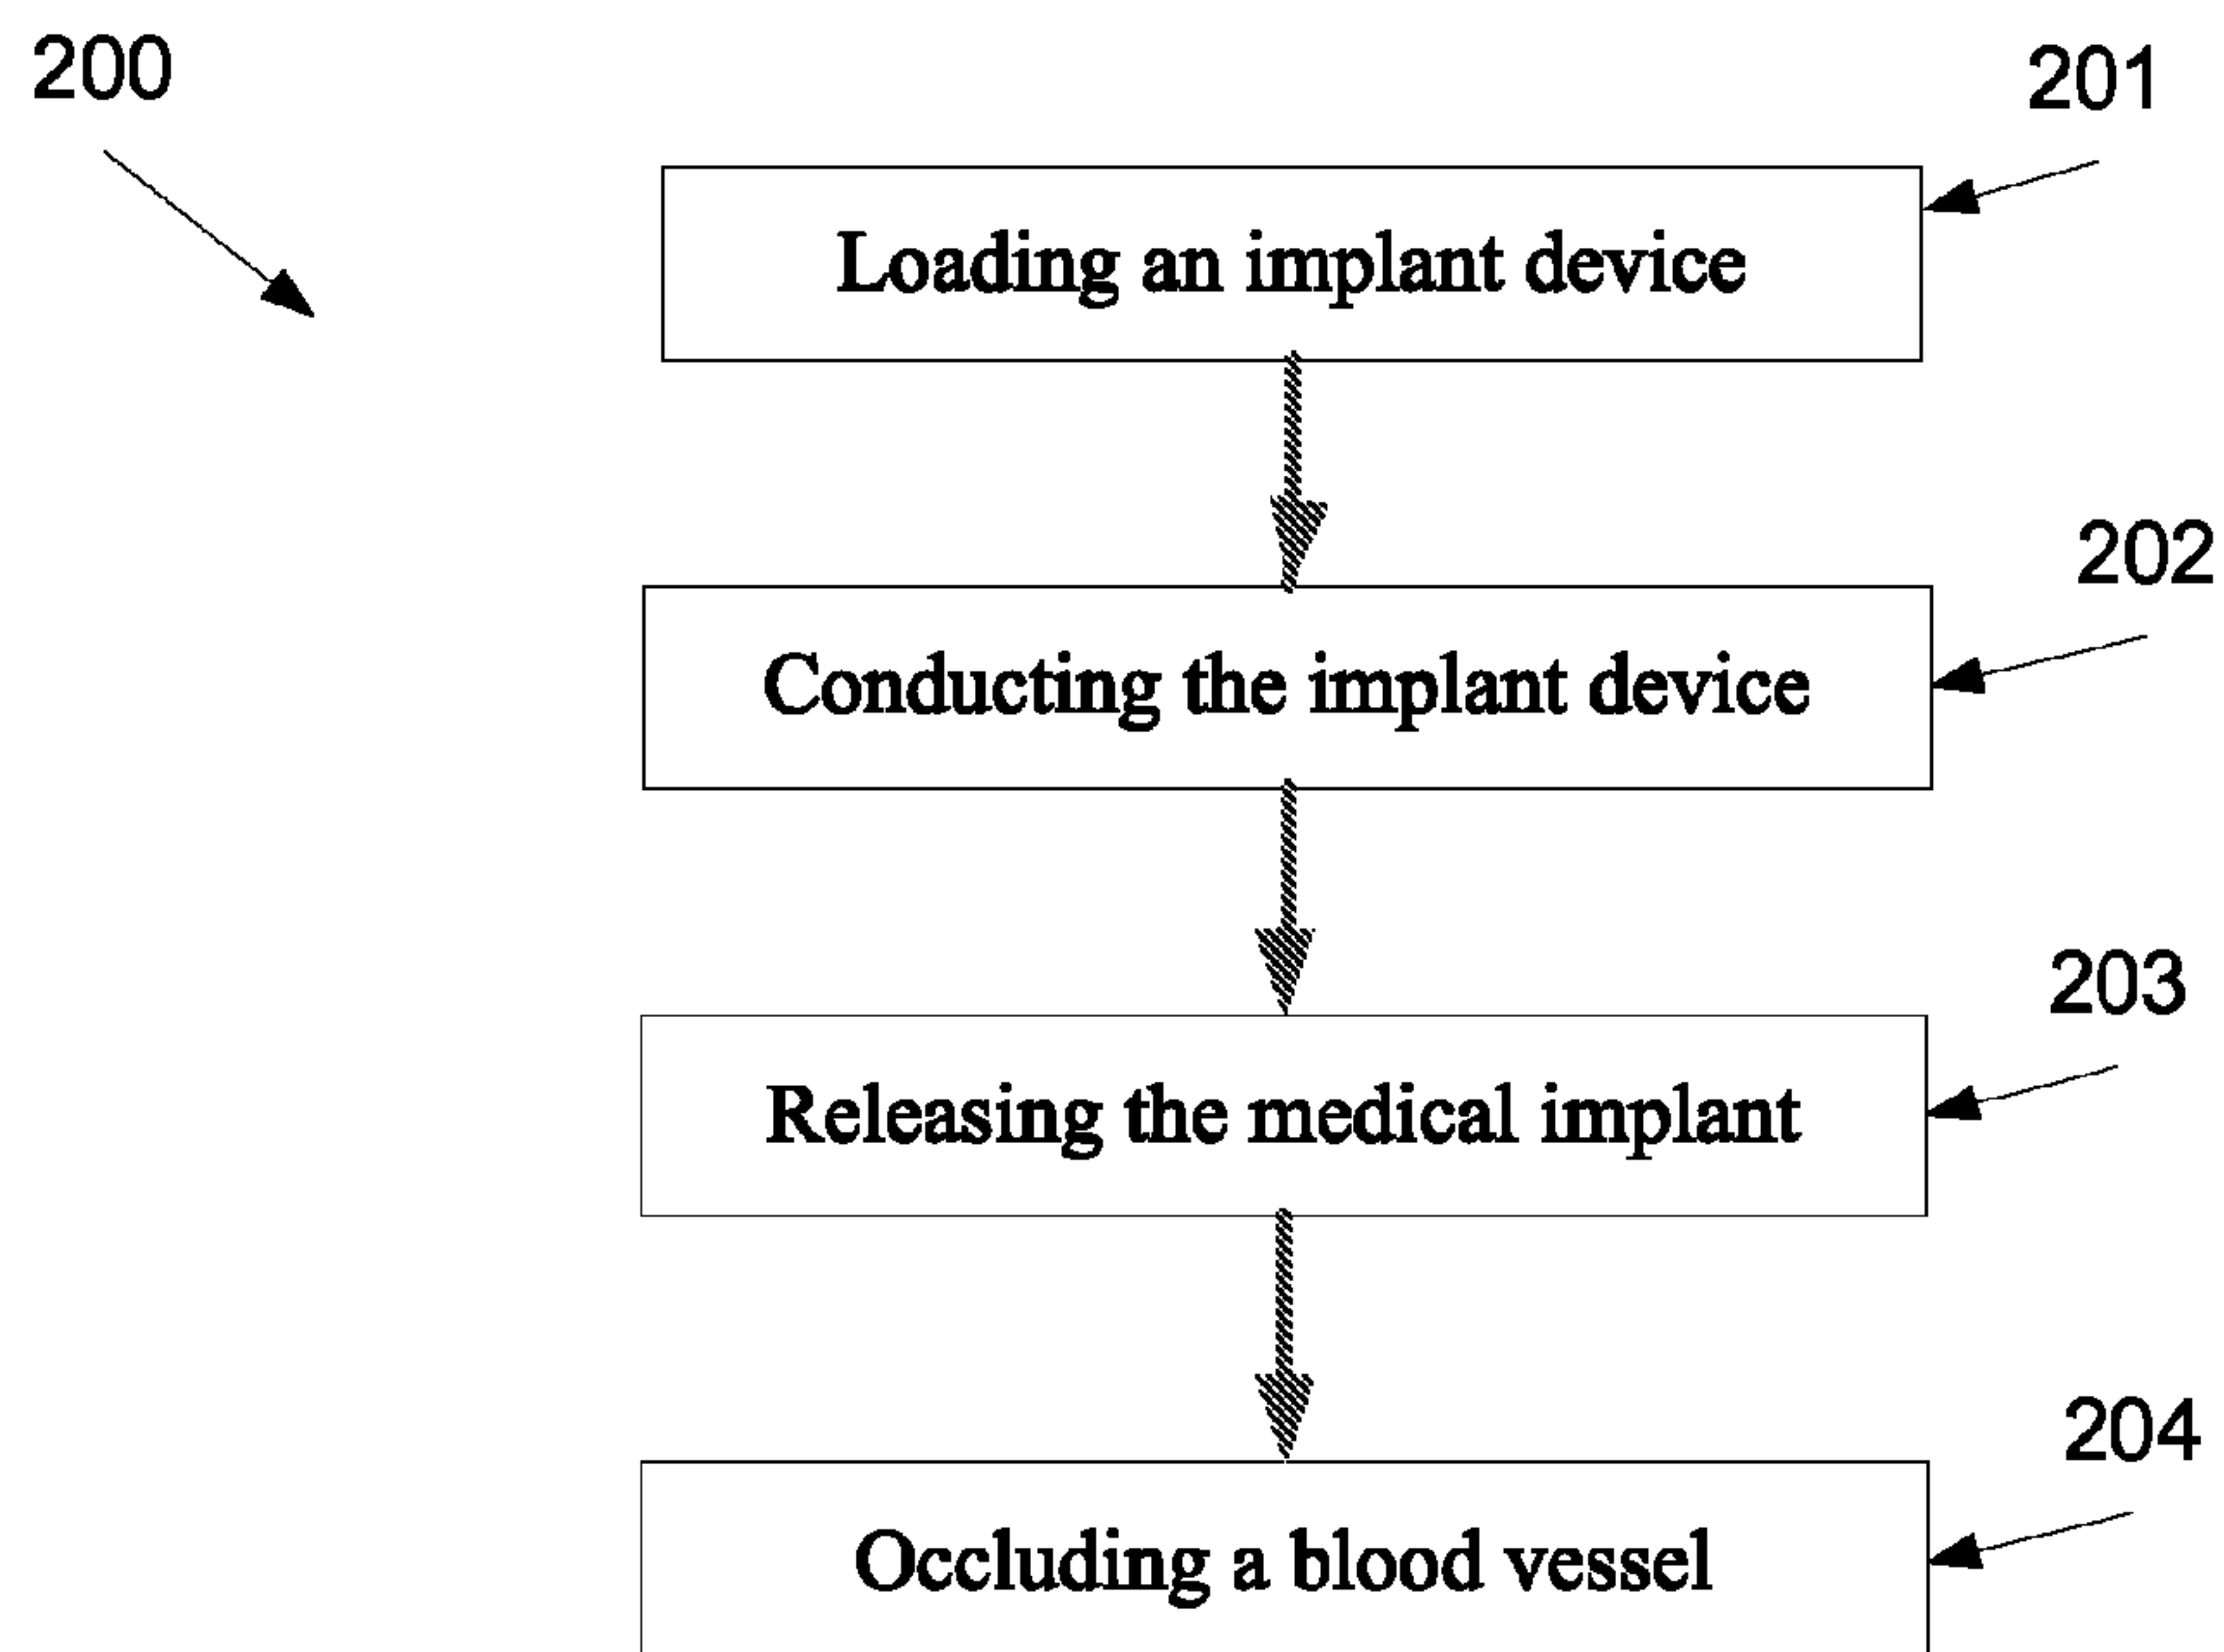 200
201
Loading an implant device
202
Conducting the implant device
203
Releasing the medical implant
204
Occluding a blood vessel